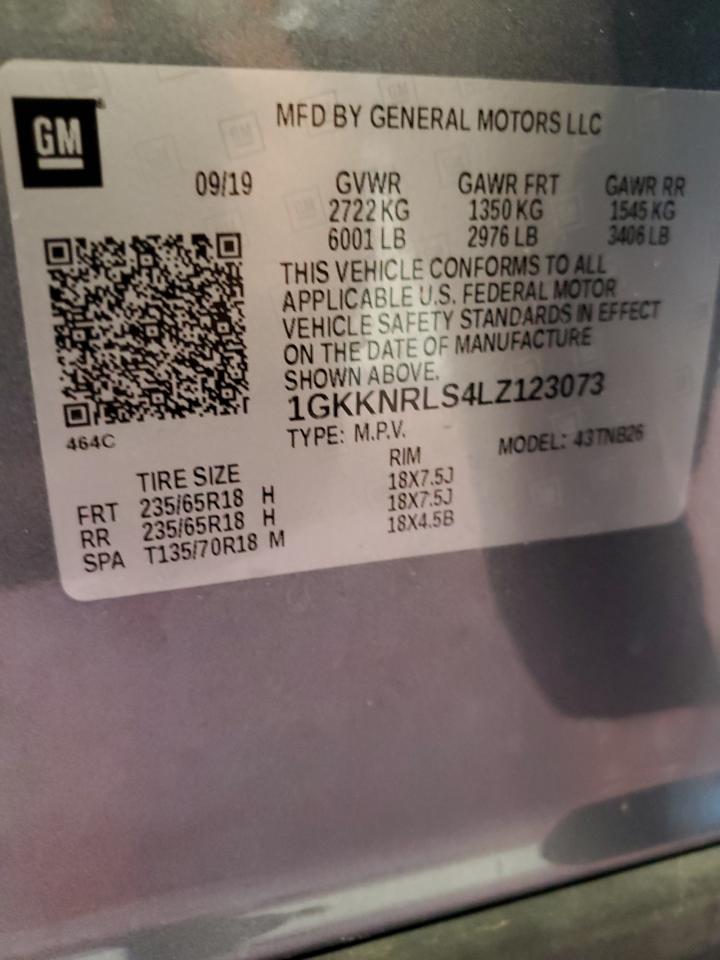 GM
MFD BY GENERAL MOTORS LLC
09/19 GVWR GAWR FRT GAWR RR
2722 KG 1350 KG 1545 KG
6001 LB 2976 LB 3406 LB
THIS VEHICLE CONFORMS TO ALL
APPLICABLE U.S. FEDERAL MOTOR
VEHICLE SAFETY STANDARDS IN EFFECT
ON THE DATE OF MANUFACTURE
SHOWN ABOVE.
1GKKNRLS4LZ123073
464C
TYPE: M.P.V. MODEL: 43TNB26
TIRE SIZE RIM
FRT 235/65R18 H 18X7.5J
RR 235/65R18 H 18X7.5J
SPA T135/70R18 M 18X4.5B